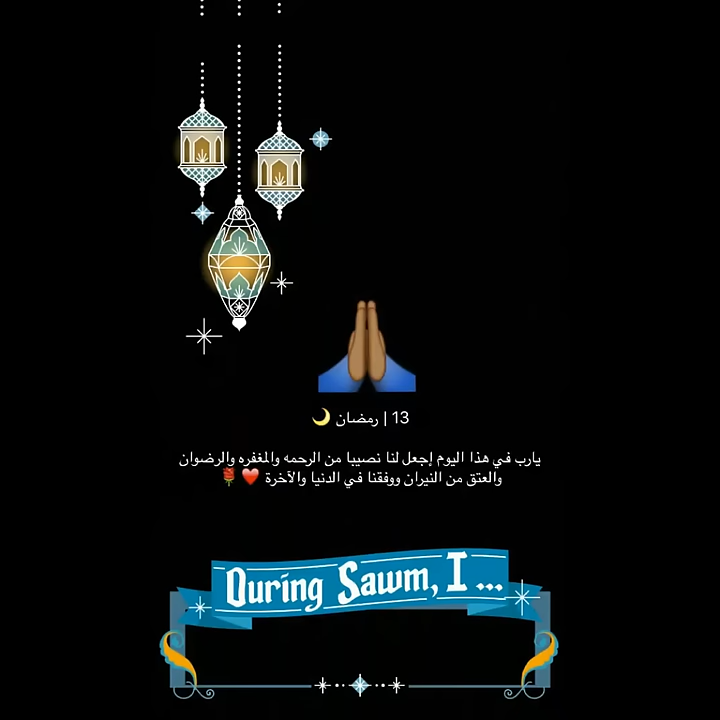 13 | رمضان 🌙
يارب في هذا اليوم إجعل لنا نصيبا من الرحمه والمغفره والرضوان
والعتق من النيران ووفقنا في الدنيا والآخرة ❤️🌹
During Sawm, I ...